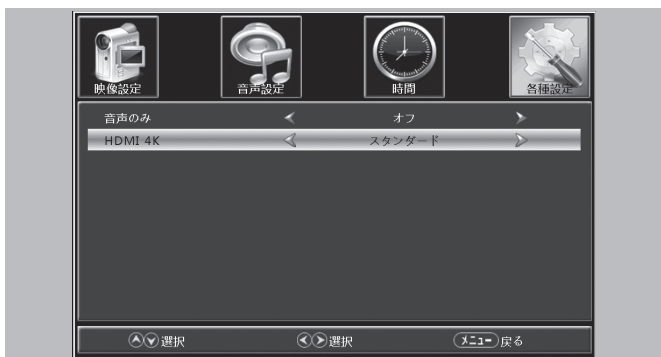 映像設定
音声設定
時間
各種設定
音声のみ オフ
HDMI 4K スタンダード
選択 選択 メニュー 戻る